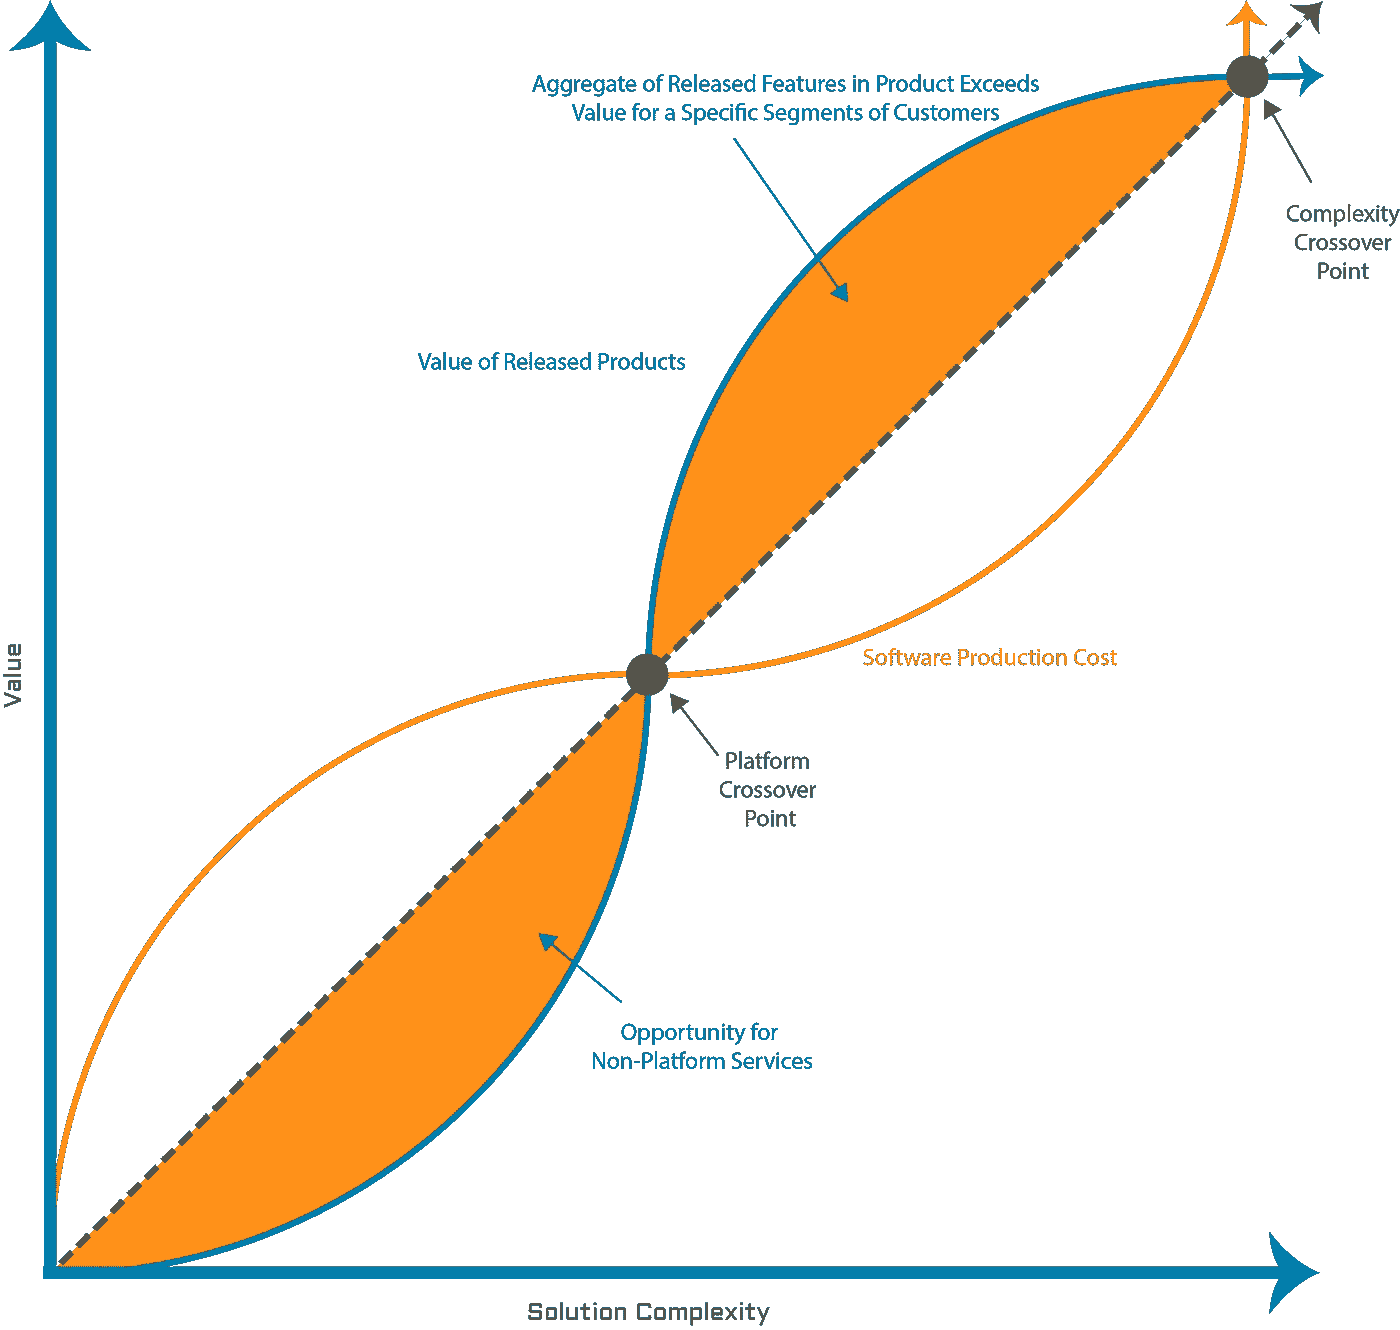 Aggregate of Released Features in Product Exceeds
Value for a Specific Segments of Customers
Complexity
Crossover
Point
Value of Released Products
Software Production Cost
Value
Platform
Crossover
Point
Opportunity for
Non-Platform Services
Solution Complexity